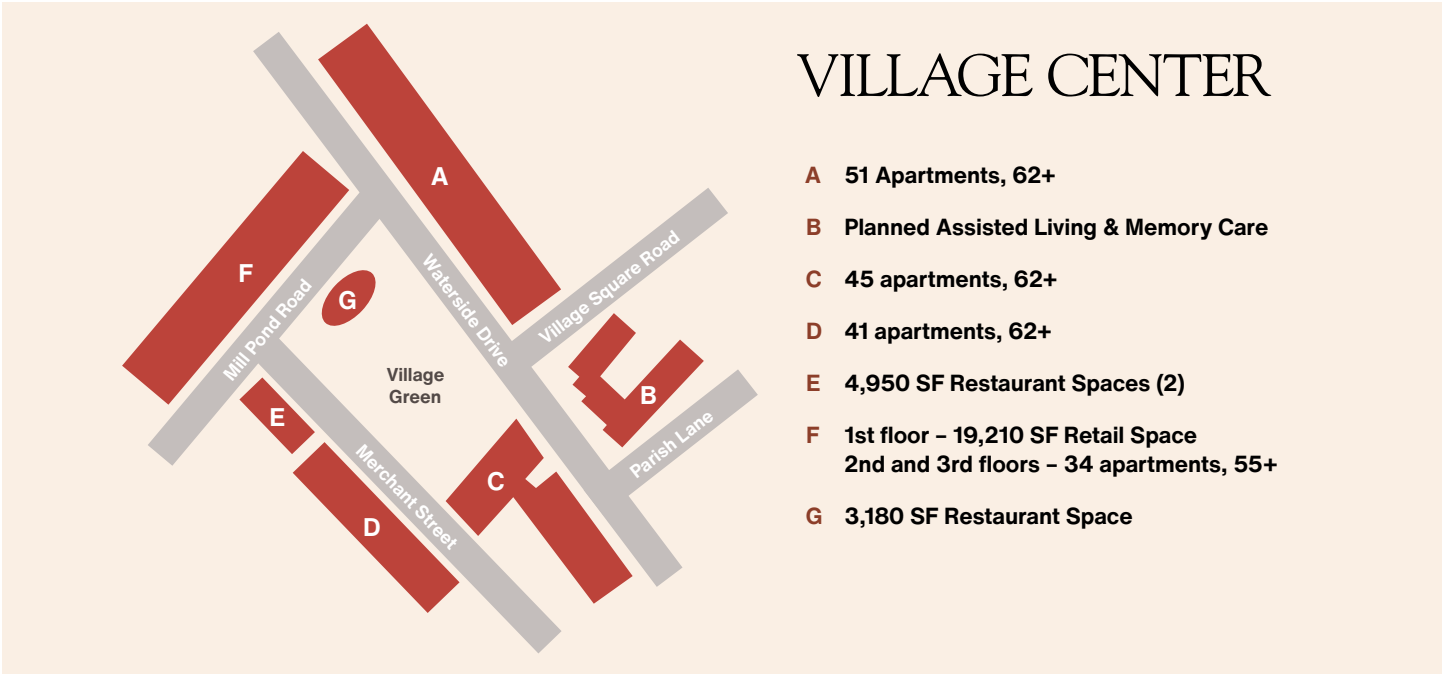 VILLAGE CENTER
A 51 Apartments, 62+
B Planned Assisted Living & Memory Care
C 45 apartments, 62+
D 41 apartments, 62+
E 4,950 SF Restaurant Spaces (2)
F 1st floor – 19,210 SF Retail Space
2nd and 3rd floors – 34 apartments, 55+
G 3,180 SF Restaurant Space
A
F
G
Mill Pond Road
Waterside Drive
Village Square Road
Village
Green
B
E
Parish Lane
Merchant Street
C
D